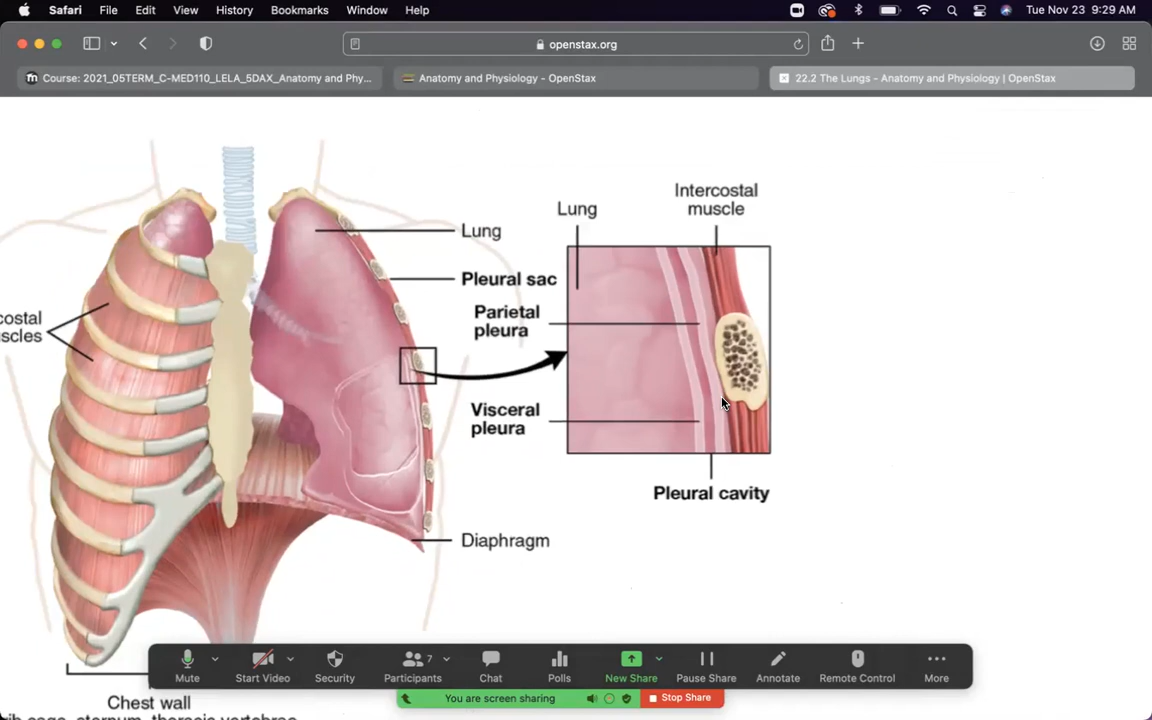 Safari File Edit View History Bookmarks Window Help Tue Nov 23 9:29 AM
openstax.org
Course: 2021_05TERM_C-MED110_LELA_5DAX_Anatomy and Phy...
Anatomy and Physiology - OpenStax
22.2 The Lungs - Anatomy and Physiology | OpenStax
Lung
Pleural sac
Parietal
pleura
Visceral
pleura
Diaphragm
costal
scles
Lung
Intercostal
muscle
Pleural cavity
Chest wall
Mute
Start Video
Security
7
Participants
Chat
Polls
New Share
Pause Share
Annotate
Remote Control
More
You are screen sharing
Stop Share